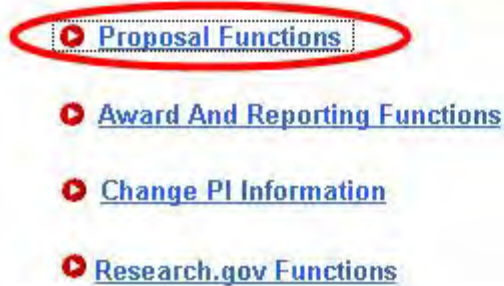 Proposal Functions
Award And Reporting Functions
Change PI Information
Research.gov Functions